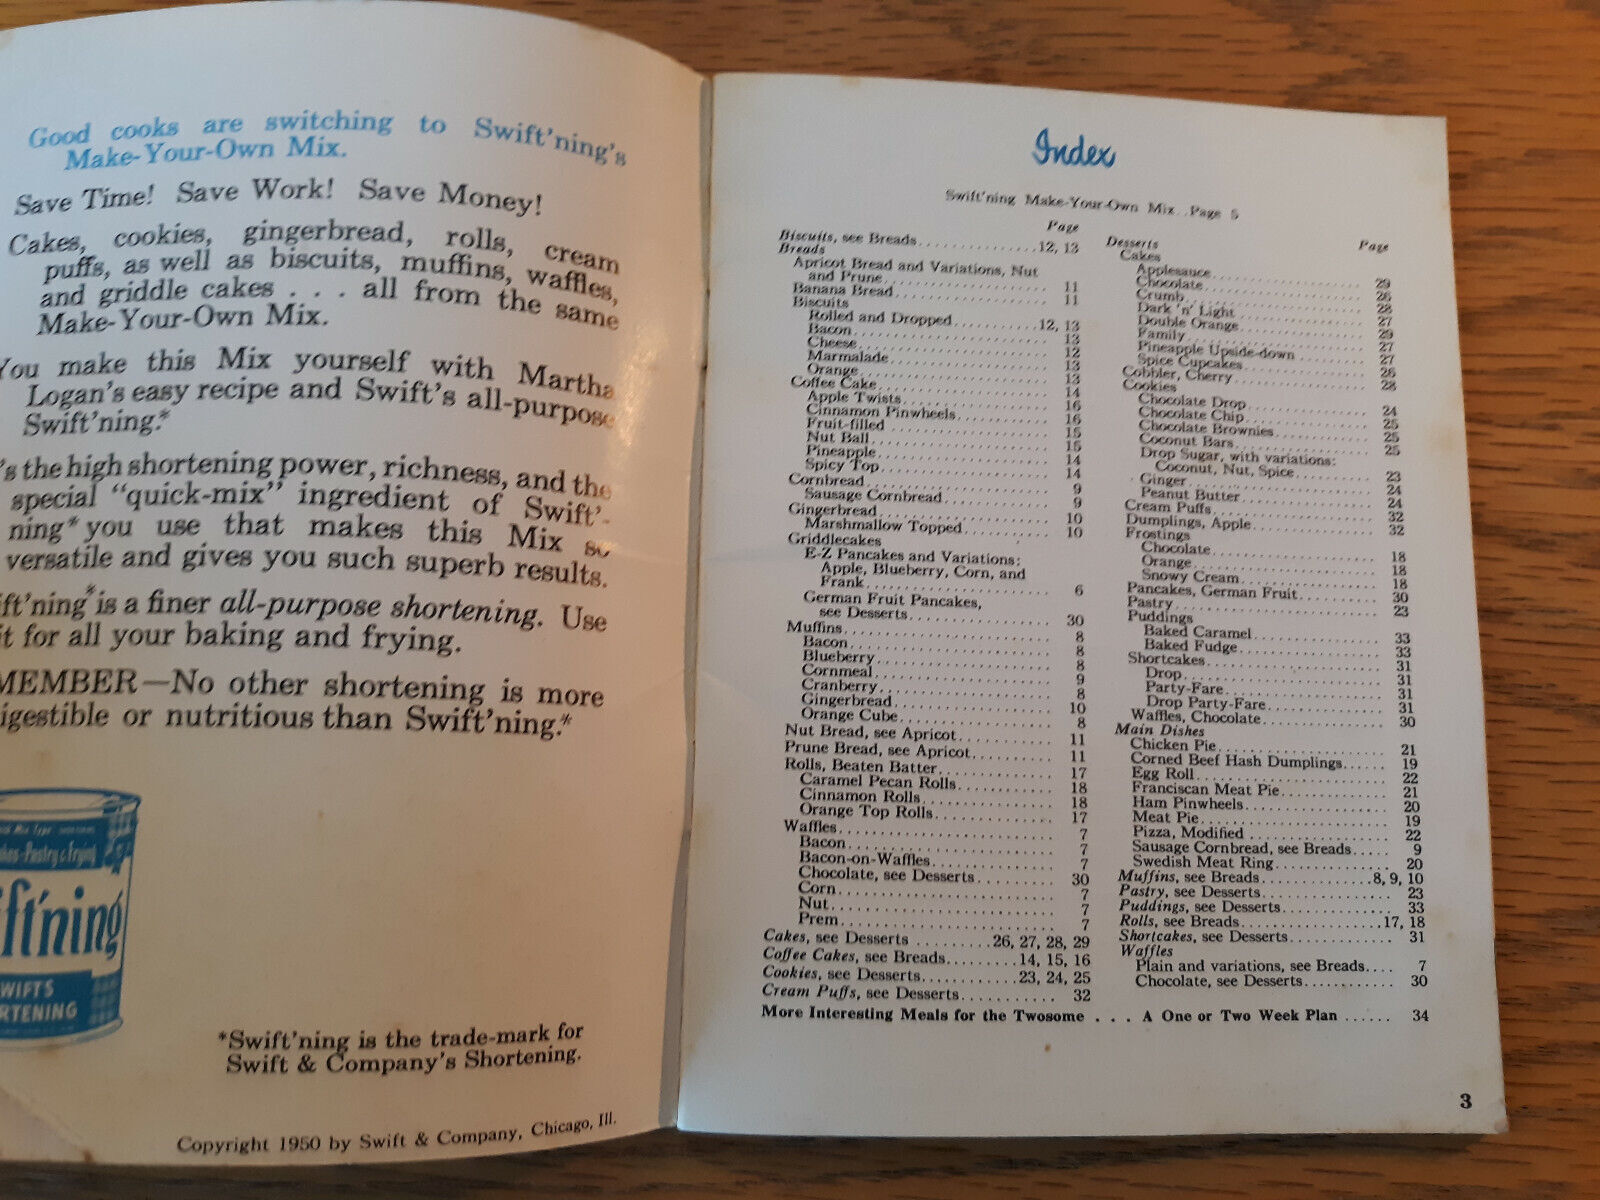 Good cooks are switching to Swift'ning's
Make-Your-Own Mix.
Save Time! Save Work! Save Money!
Cakes, cookies, gingerbread, rolls, cream
puffs, as well as biscuits, muffins, waffles,
and griddle cakes . . . all from the same
Make-Your-Own Mix.
You make this Mix yourself with Martha
Logan's easy recipe and Swift's all-purpose
Swift'ning.*
's the high shortening power, richness, and the
special "quick-mix" ingredient of Swift'-
ning* you use that makes this Mix so
versatile and gives you such superb results.
ift'ning* is a finer all-purpose shortening. Use
it for all your baking and frying.
MEMBER—No other shortening is more
igestible or nutritious than Swift'ning.*
Mix Type
Pastry & Frying
ift'ning
SWIFTS
RTENING
*Swift'ning is the trade-mark for
Swift & Company's Shortening.
Copyright 1950 by Swift & Company, Chicago, Ill.
Index
Swift'ning Make-Your-Own Mix..Page 5
Page
Biscuits, see Breads 12, 13
Breads
Apricot Bread and Variations, Nut
and Prune 11
Banana Bread 11
Biscuits
Rolled and Dropped 12, 13
Bacon 13
Cheese 12
Marmalade 13
Orange 13
Coffee Cake 14
Apple Twists 16
Cinnamon Pinwheels 16
Fruit-filled 15
Nut Ball 15
Pineapple 14
Spicy Top 14
Cornbread 9
Sausage Cornbread 9
Gingerbread 10
Marshmallow Topped 10
Griddlecakes
E-Z Pancakes and Variations:
Apple, Blueberry, Corn, and
Frank 6
German Fruit Pancakes,
see Desserts 30
Muffins 8
Bacon 8
Blueberry 8
Cornmeal 9
Cranberry 8
Gingerbread 10
Orange Cube 8
Nut Bread, see Apricot 11
Prune Bread, see Apricot 11
Rolls, Beaten Batter 17
Caramel Pecan Rolls 18
Cinnamon Rolls 18
Orange Top Rolls 17
Waffles 7
Bacon 7
Bacon-on-Waffles 7
Chocolate, see Desserts 30
Corn 7
Nut 7
Prem 7
Cakes, see Desserts 26, 27, 28, 29
Coffee Cakes, see Breads 14, 15, 16
Cookies, see Desserts 23, 24, 25
Cream Puffs, see Desserts 32
Page
Desserts
Cakes
Applesauce 29
Chocolate 26
Crumb 28
Dark 'n' Light 27
Double Orange 29
Family 27
Pineapple Upside-down 27
Spice Cupcakes 26
Cobbler, Cherry 28
Cookies
Chocolate Drop 24
Chocolate Chip 25
Chocolate Brownies 25
Coconut Bars 25
Drop Sugar, with variations:
Coconut, Nut, Spice 23
Ginger 24
Peanut Butter 24
Cream Puffs 32
Dumplings, Apple 32
Frostings
Chocolate 18
Orange 18
Snowy Cream 18
Pancakes, German Fruit 30
Pastry 23
Puddings
Baked Caramel 33
Baked Fudge 33
Shortcakes 31
Drop 31
Party-Fare 31
Drop Party-Fare 31
Waffles, Chocolate 30
Main Dishes
Chicken Pie 21
Corned Beef Hash Dumplings 19
Egg Roll 22
Franciscan Meat Pie 21
Ham Pinwheels 20
Meat Pie 19
Pizza, Modified 22
Sausage Cornbread, see Breads 9
Swedish Meat Ring 20
Muffins, see Breads 8, 9, 10
Pastry, see Desserts 23
Puddings, see Desserts 33
Rolls, see Breads 17, 18
Shortcakes, see Desserts 31
Waffles
Plain and variations, see Breads 7
Chocolate, see Desserts 30
More Interesting Meals for the Twosome . . . A One or Two Week Plan 34
3